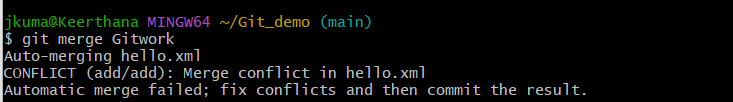 jkuma@Keerthana MINGW64 ~/Git_demo (main)
$ git merge Gitwork
Auto-merging hello.xml
CONFLICT (add/add): Merge conflict in hello.xml
Automatic merge failed; fix conflicts and then commit the result.